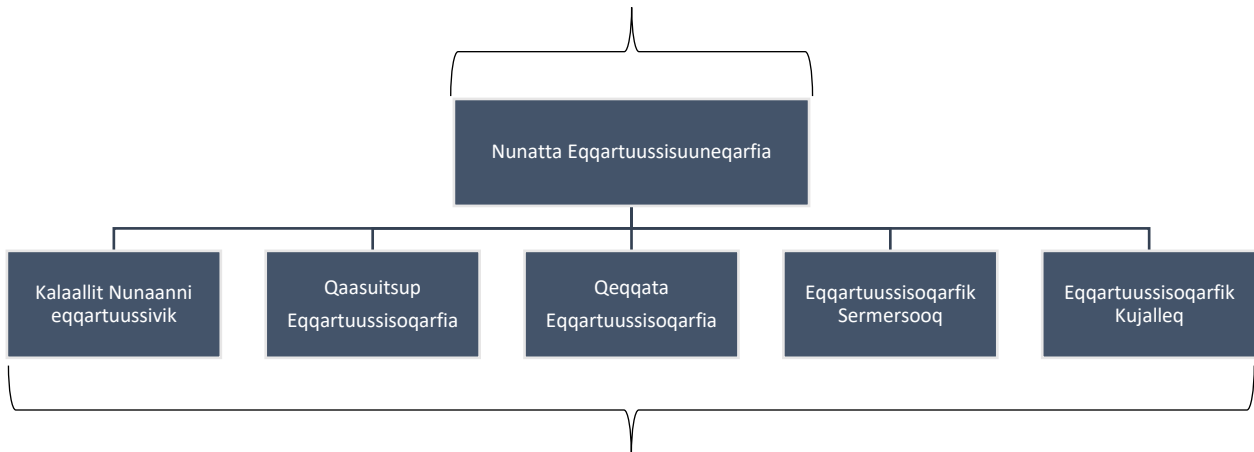 Nunatta Eqqartuussisuuneqarfia
Kalaallit Nunaanni
eqqartuussivik
Qaasuitsup
Eqqartuussisoqarfia
Qeqqata
Eqqartuussisoqarfia
Eqqartuussisoqarfik
Sermersooq
Eqqartuussisoqarfik
Kujalleq